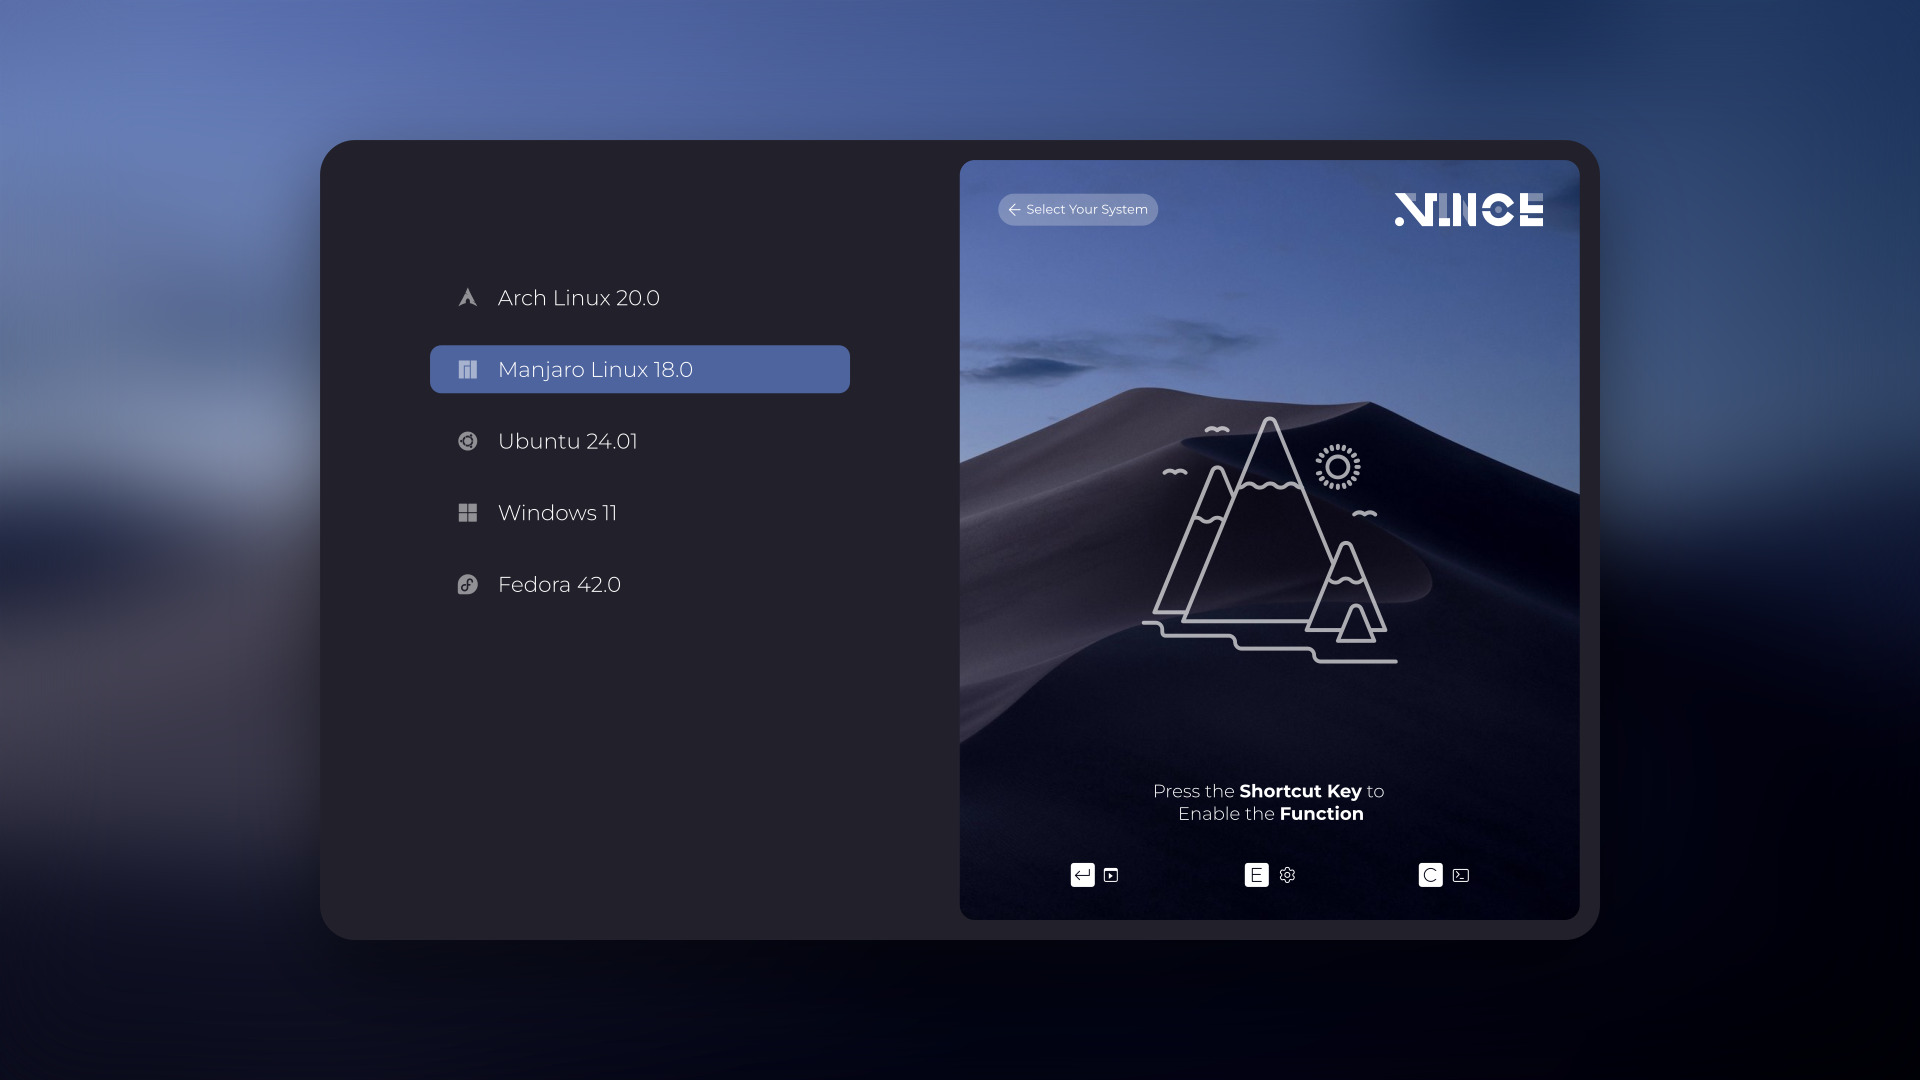 Arch Linux 20.0
Manjaro Linux 18.0
Ubuntu 24.01
Windows 11
Fedora 42.0
Select Your System
VINCE
Press the Shortcut Key to
Enable the Function
E
C